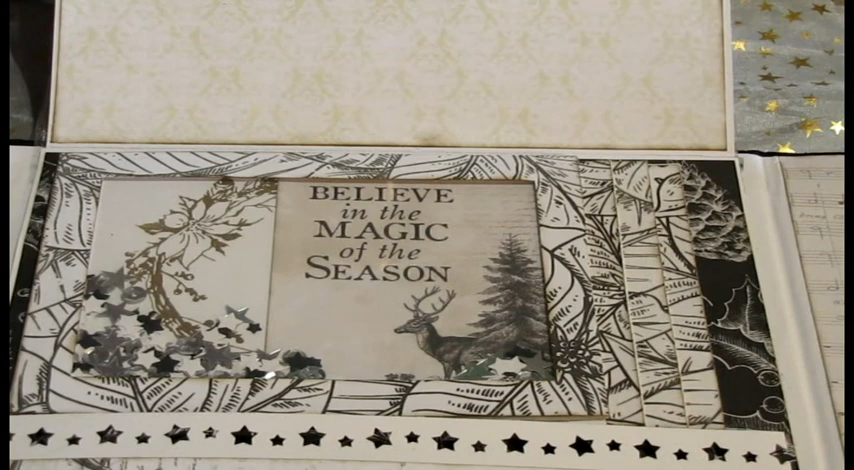 BELIEVE
in the
MAGIC
of the
SEASON